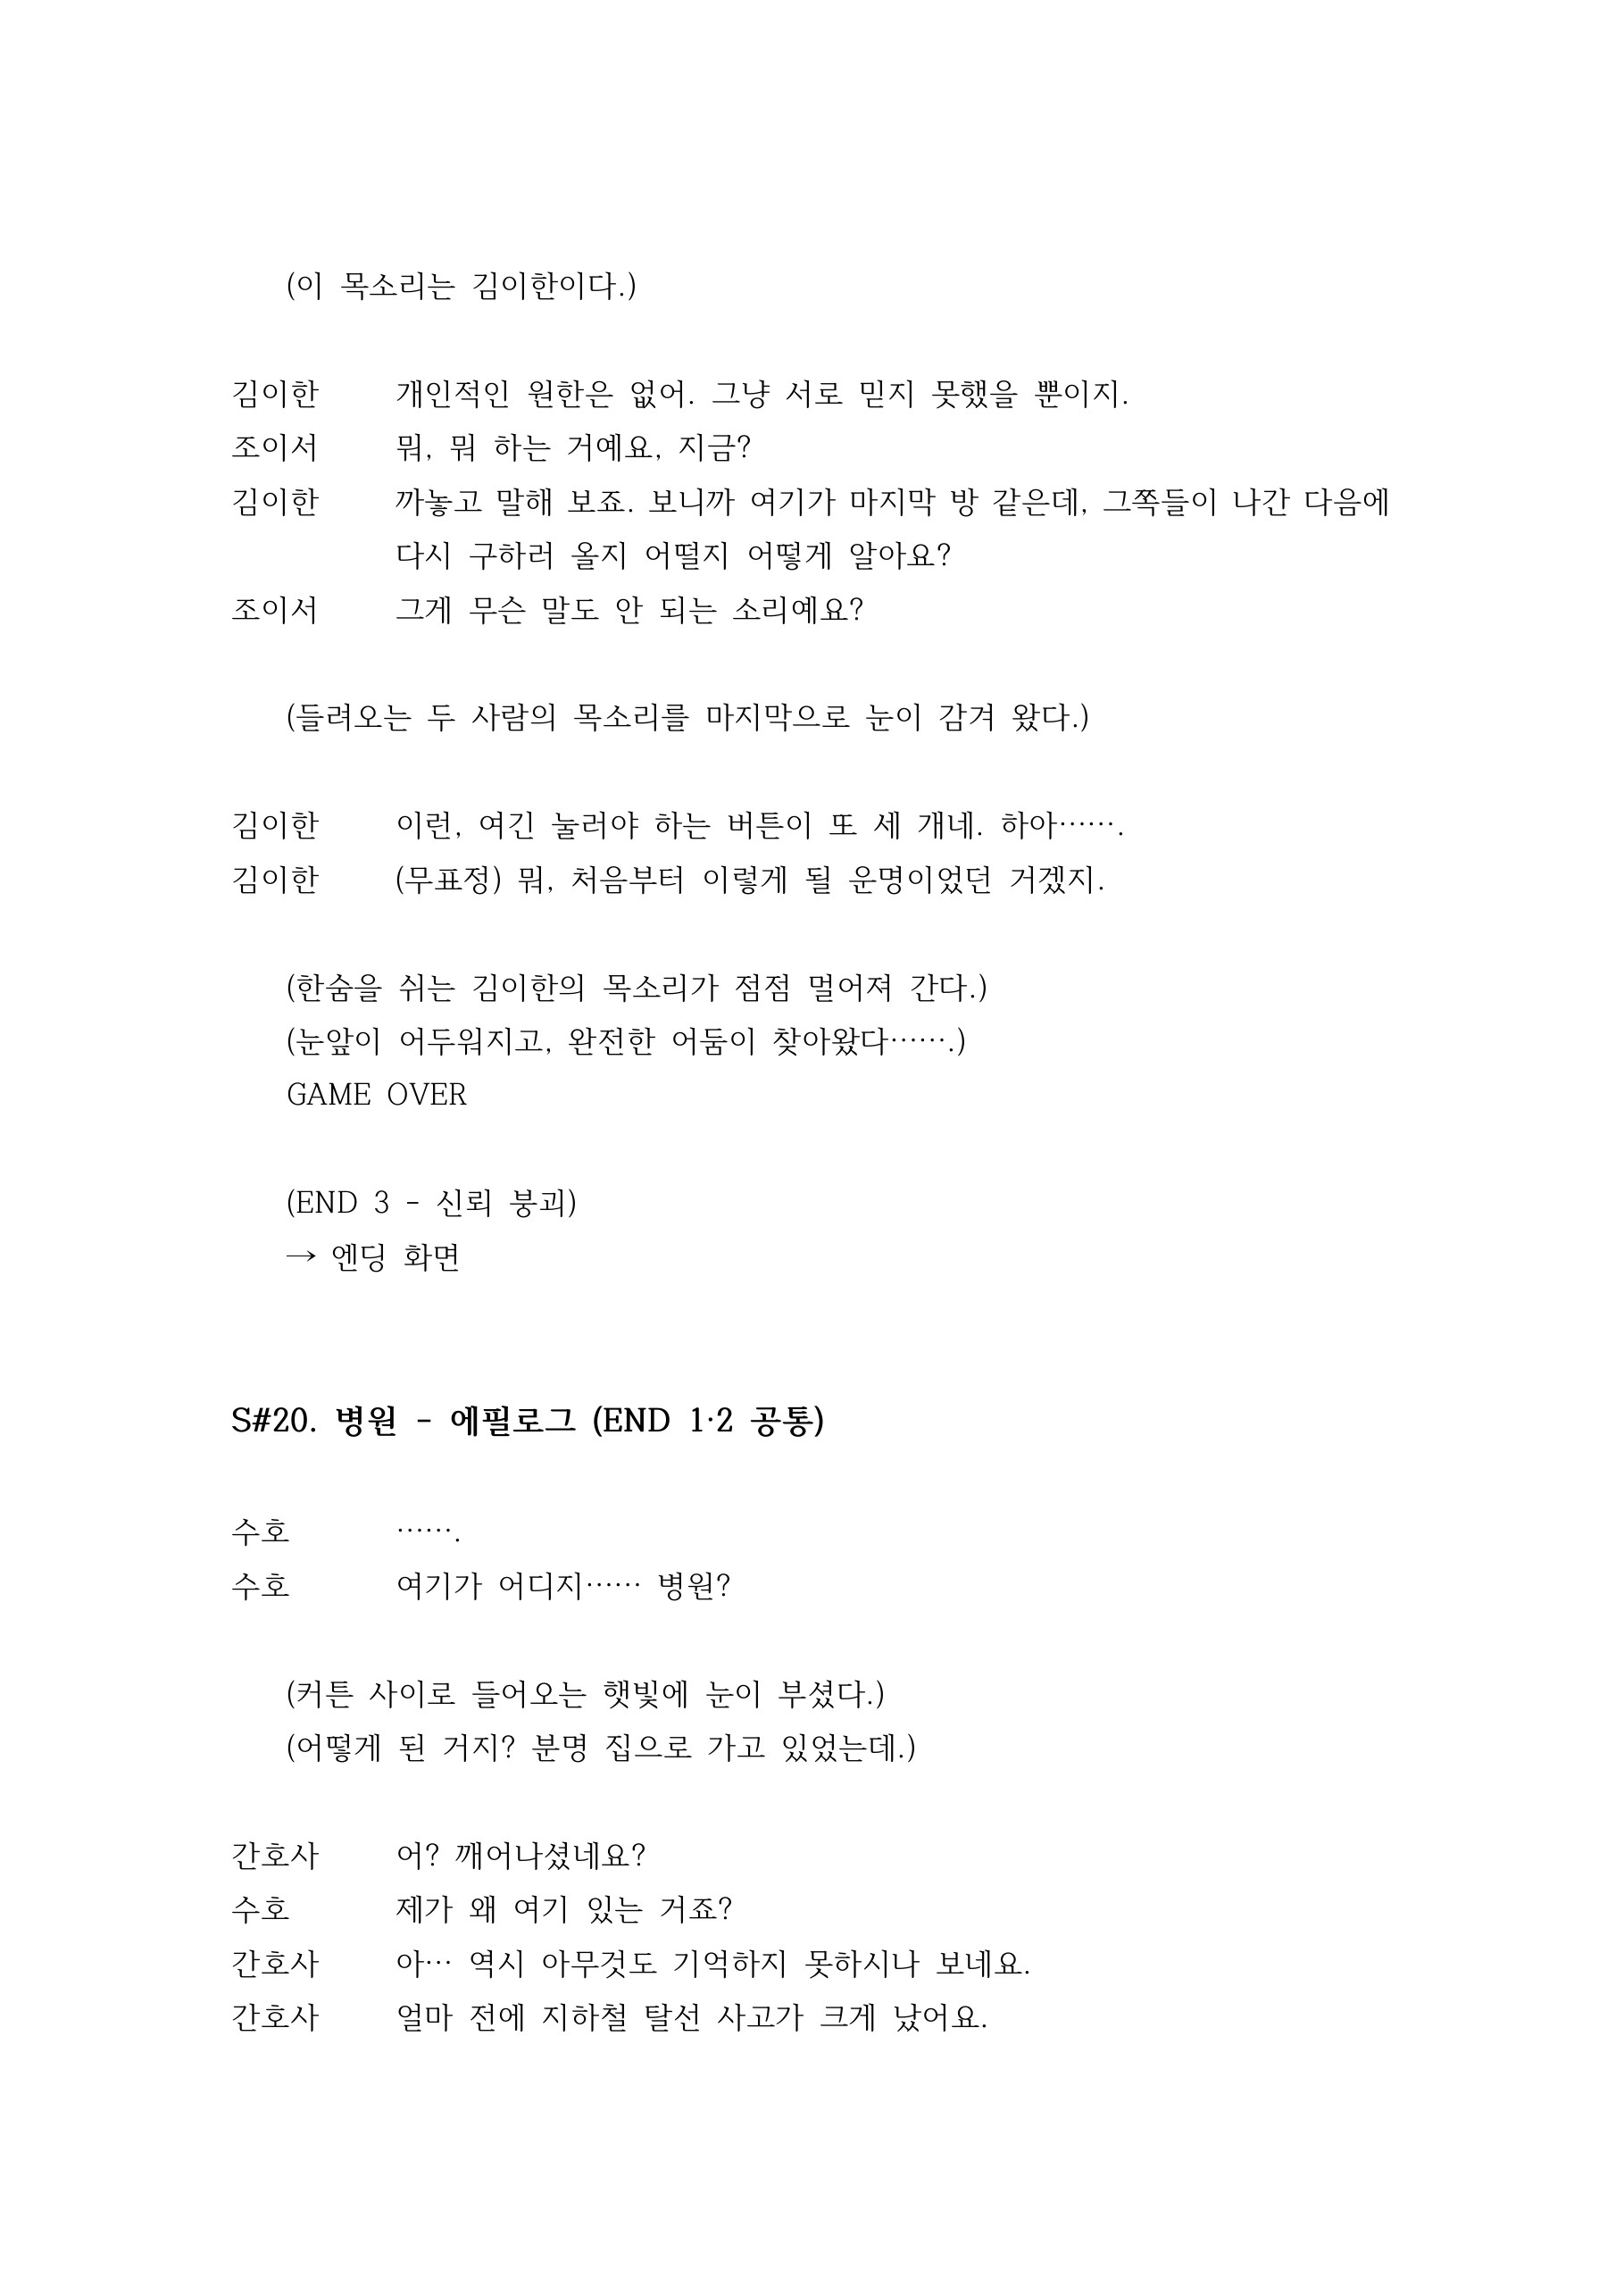 (이 목소리는 김이한이다.)
김이한 개인적인 원한은 없어. 그냥 서로 믿지 못했을 뿐이지.
조이서 뭐, 뭐 하는 거예요, 지금?
김이한 까놓고 말해 보죠. 보니까 여기가 마지막 방 같은데, 그쪽들이 나간 다음에
다시 구하러 올지 어떨지 어떻게 알아요?
조이서 그게 무슨 말도 안 되는 소리예요?
(들려오는 두 사람의 목소리를 마지막으로 눈이 감겨 왔다.)
김이한 이런, 여긴 눌러야 하는 버튼이 또 세 개네. 하아…….
김이한 (무표정) 뭐, 처음부터 이렇게 될 운명이었던 거겠지.
(한숨을 쉬는 김이한의 목소리가 점점 멀어져 간다.)
(눈앞이 어두워지고, 완전한 어둠이 찾아왔다…….)
GAME OVER
(END 3 - 신뢰 붕괴)
→ 엔딩 화면
S#20. 병원 - 에필로그 (END 1·2 공통)
수호 …….
수호 여기가 어디지…… 병원?
(커튼 사이로 들어오는 햇빛에 눈이 부셨다.)
(어떻게 된 거지? 분명 집으로 가고 있었는데.)
간호사 어? 깨어나셨네요?
수호 제가 왜 여기 있는 거죠?
간호사 아… 역시 아무것도 기억하지 못하시나 보네요.
간호사 얼마 전에 지하철 탈선 사고가 크게 났어요.